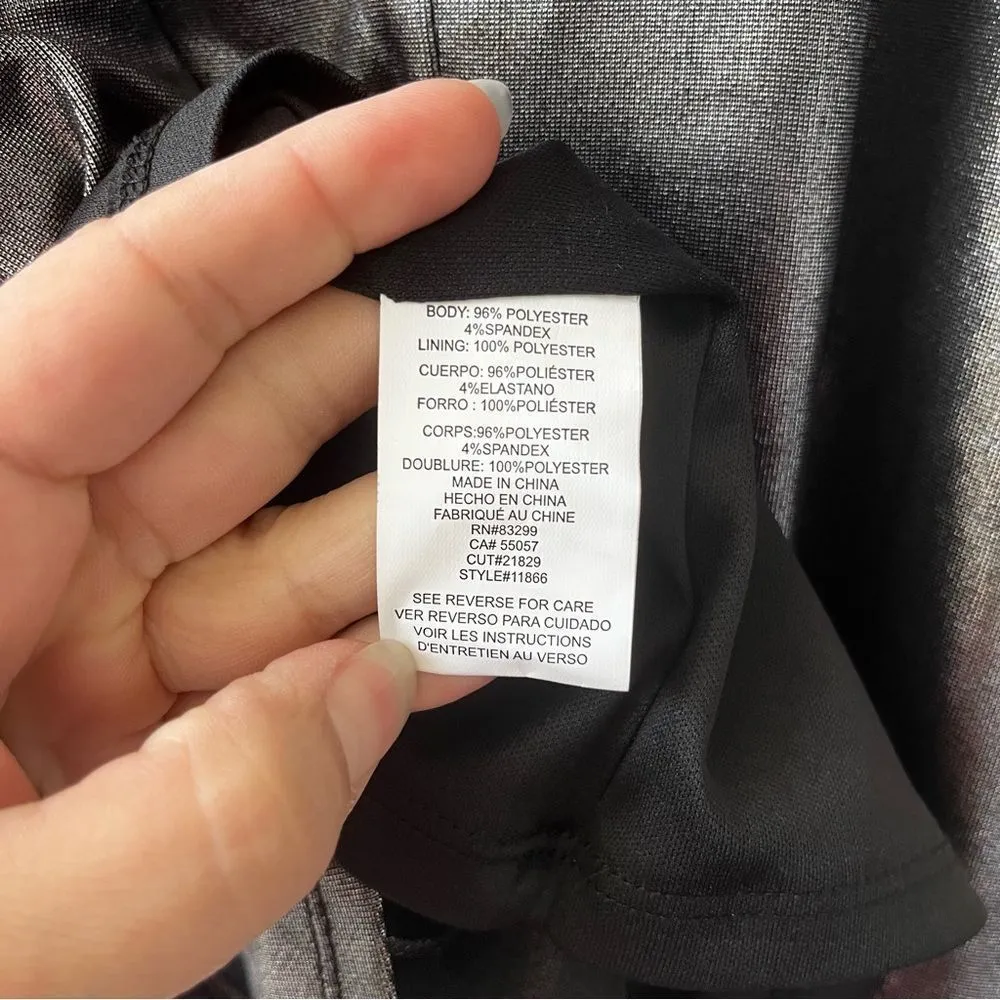 BODY: 96% POLYESTER
4%SPANDEX
LINING: 100% POLYESTER
CUERPO: 96%POLIÉSTER
4%ELASTANO
FORRO : 100%POLIÉSTER
CORPS:96%POLYESTER
4%SPANDEX
DOUBLURE: 100%POLYESTER
MADE IN CHINA
HECHO EN CHINA
FABRIQUÉ AU CHINE
RN#83299
CA# 55057
CUT#21829
STYLE#11866
SEE REVERSE FOR CARE
VER REVERSO PARA CUIDADO
VOIR LES INSTRUCTIONS
D'ENTRETIEN AU VERSO